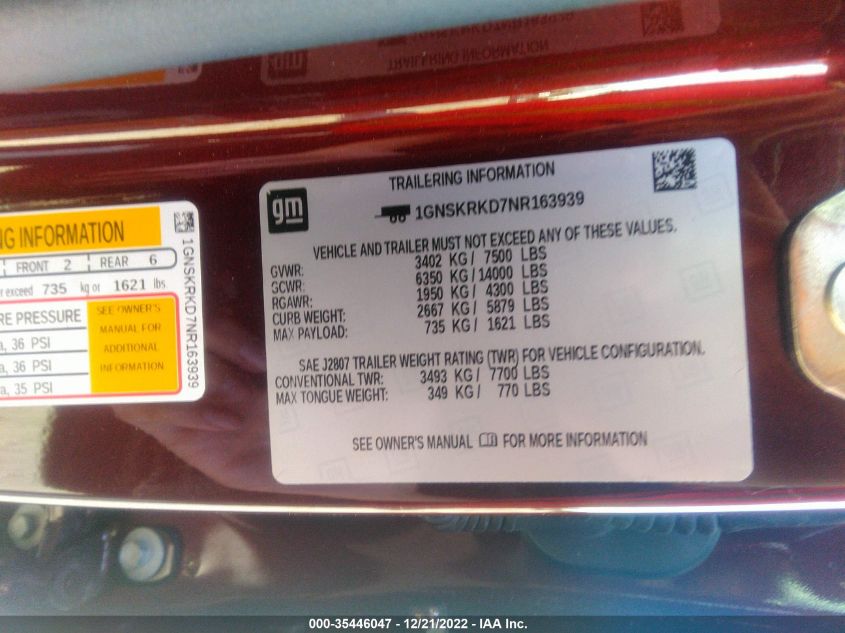 TRAILERING INFORMATION
gm
TRAILERING INFORMATION
1GNSKRKD7NR163939
VEHICLE AND TRAILER MUST NOT EXCEED ANY OF THESE VALUES.
GVWR: 3402 KG / 7500 LBS
GCWR: 6350 KG / 14000 LBS
RGAWR: 1950 KG / 4300 LBS
CURB WEIGHT: 2667 KG / 5879 LBS
MAX PAYLOAD: 735 KG / 1621 LBS
SAE J2807 TRAILER WEIGHT RATING (TWR) FOR VEHICLE CONFIGURATION.
CONVENTIONAL TWR: 3493 KG / 7700 LBS
MAX TONGUE WEIGHT: 349 KG / 770 LBS
SEE OWNER'S MANUAL FOR MORE INFORMATION
NG INFORMATION
FRONT 2 REAR 6
er exceed 735 kg or 1621 lbs
RE PRESSURE
a, 36 PSI
a, 36 PSI
a, 35 PSI
SEE OWNER'S
MANUAL FOR
ADDITIONAL
INFORMATION
1GNSKRKD7NR163939
000-35446047 / 12/21/2022 - IAA Inc.